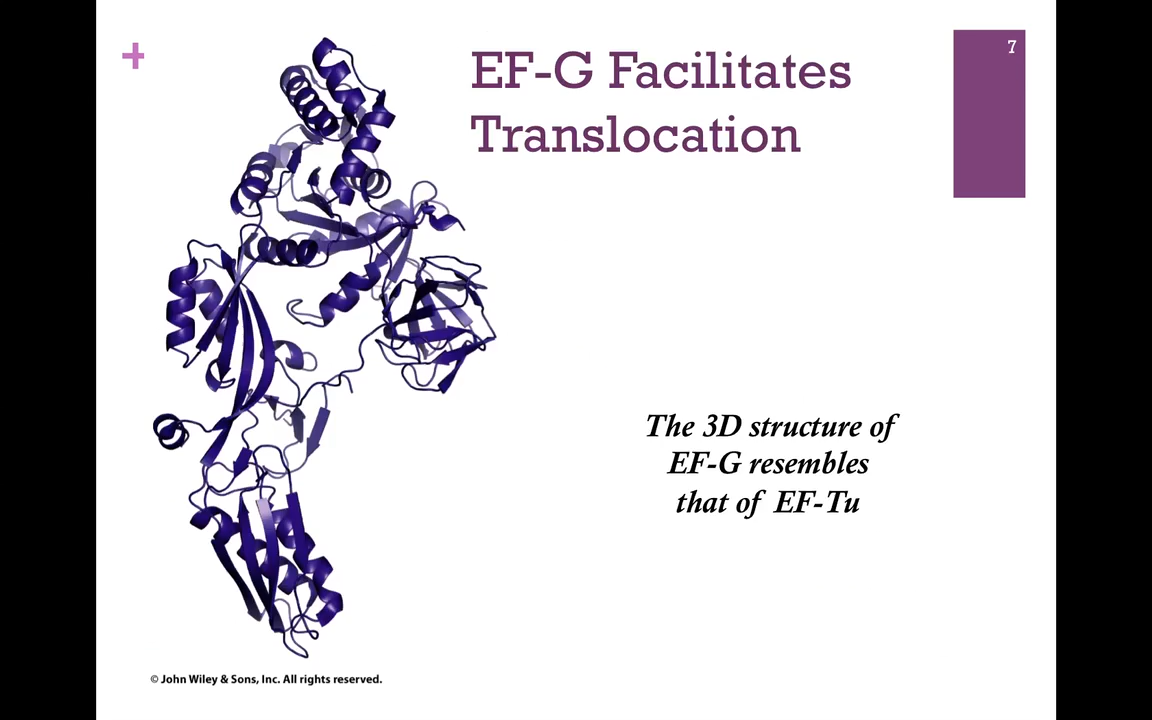 +
EF-G Facilitates
Translocation
7
The 3D structure of
EF-G resembles
that of EF-Tu
© John Wiley & Sons, Inc. All rights reserved.